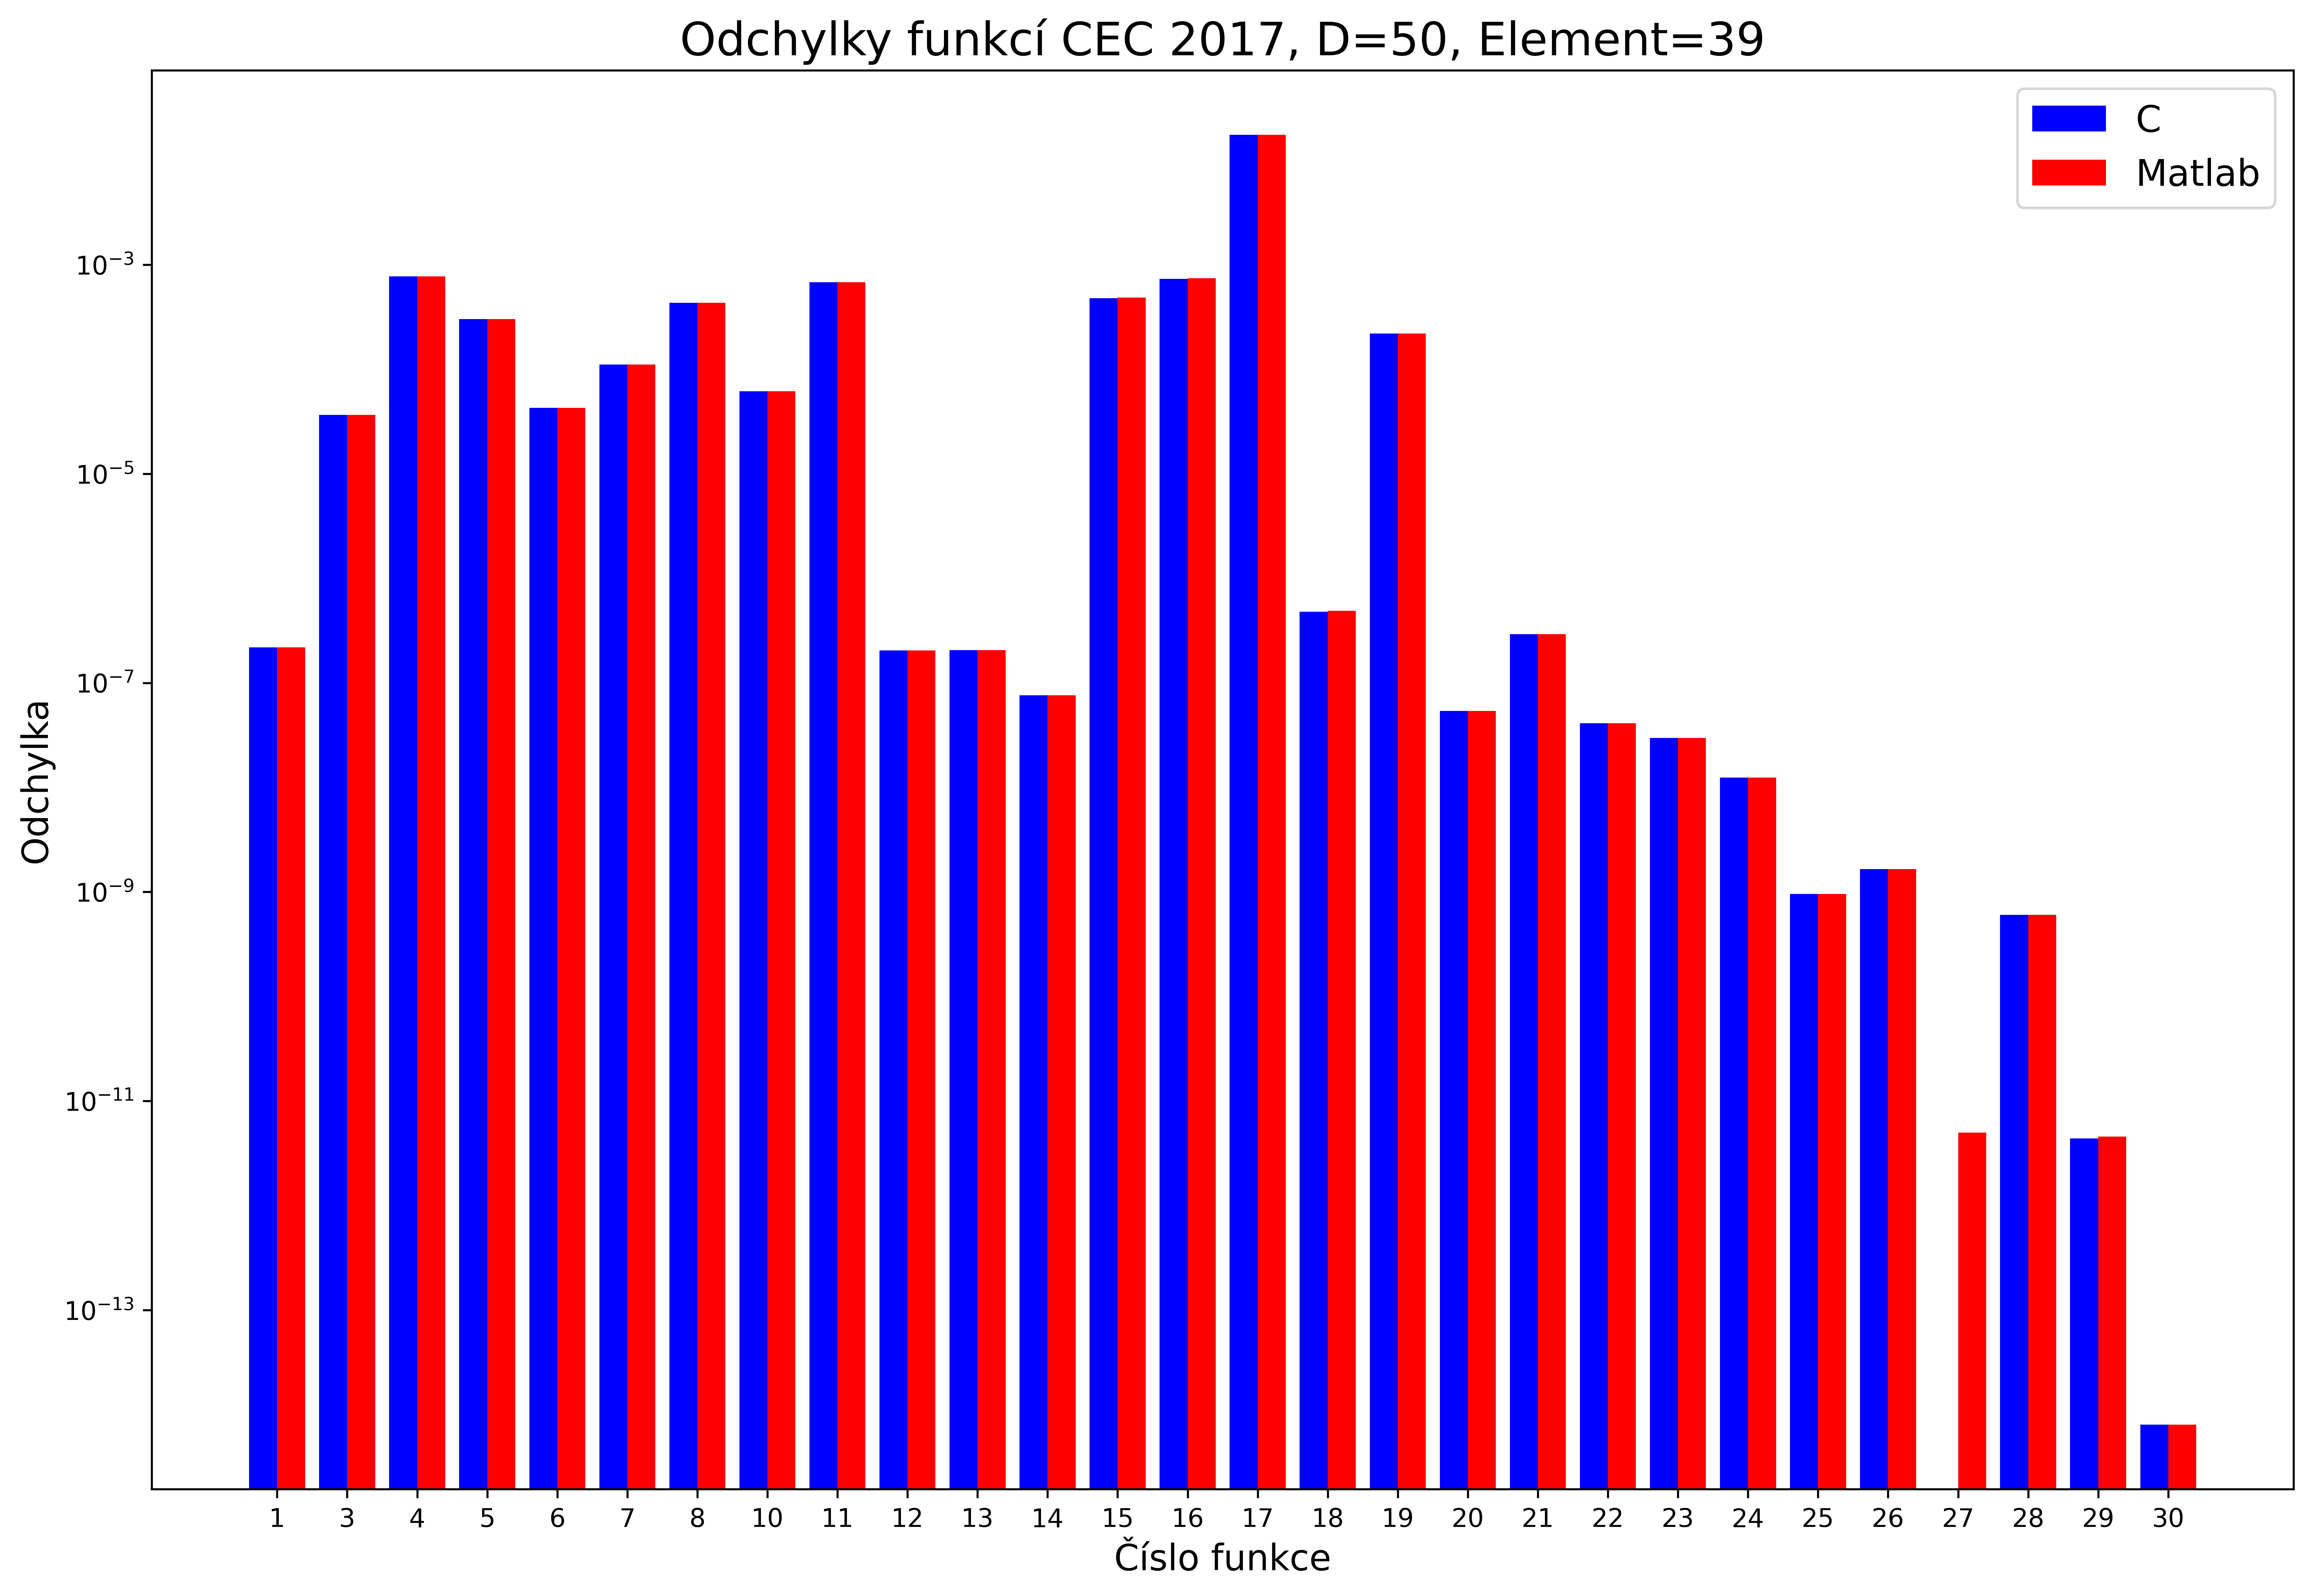 Odchylky funkcí CEC 2017, D=50, Element=39
C
Matlab
Odchylka
10⁻³
10⁻⁵
10⁻⁷
10⁻⁹
10⁻¹¹
10⁻¹³
1 3 4 5 6 7 8 10 11 12 13 14 15 16 17 18 19 20 21 22 23 24 25 26 27 28 29 30
Číslo funkce